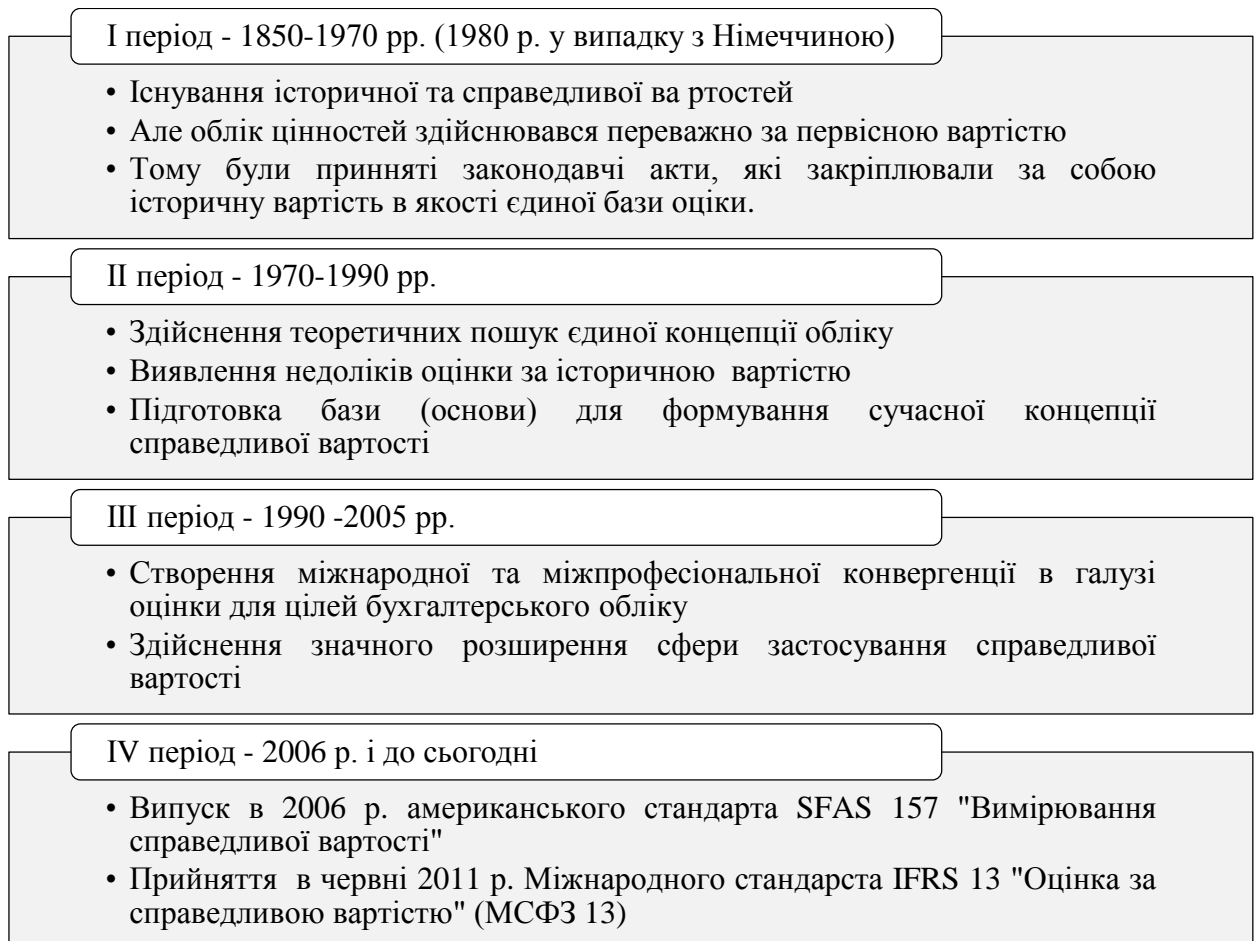 І період - 1850-1970 рр. (1980 р. у випадку з Німеччиною)
• Існування історичної та справедливої ва ртостей
• Але облік цінностей здійснювався переважно за первісною вартістю
• Тому були принняті законодавчі акти, які закріплювали за собою
історичну вартість в якості єдиної бази оціки.
ІІ період - 1970-1990 рр.
• Здійснення теоретичних пошук єдиної концепції обліку
• Виявлення недоліків оцінки за історичною вартістю
• Підготовка бази (основи) для формування сучасної концепції
справедливої вартості
ІІІ період - 1990 -2005 рр.
• Створення міжнародної та міжпрофесіональної конвергенції в галузі
оцінки для цілей бухгалтерського обліку
• Здійснення значного розширення сфери застосування справедливої
вартості
IV період - 2006 р. і до сьогодні
• Випуск в 2006 р. американського стандарта SFAS 157 "Вимірювання
справедливої вартості"
• Прийняття в червні 2011 р. Міжнародного стандарста IFRS 13 "Оцінка за
справедливою вартістю" (МСФЗ 13)